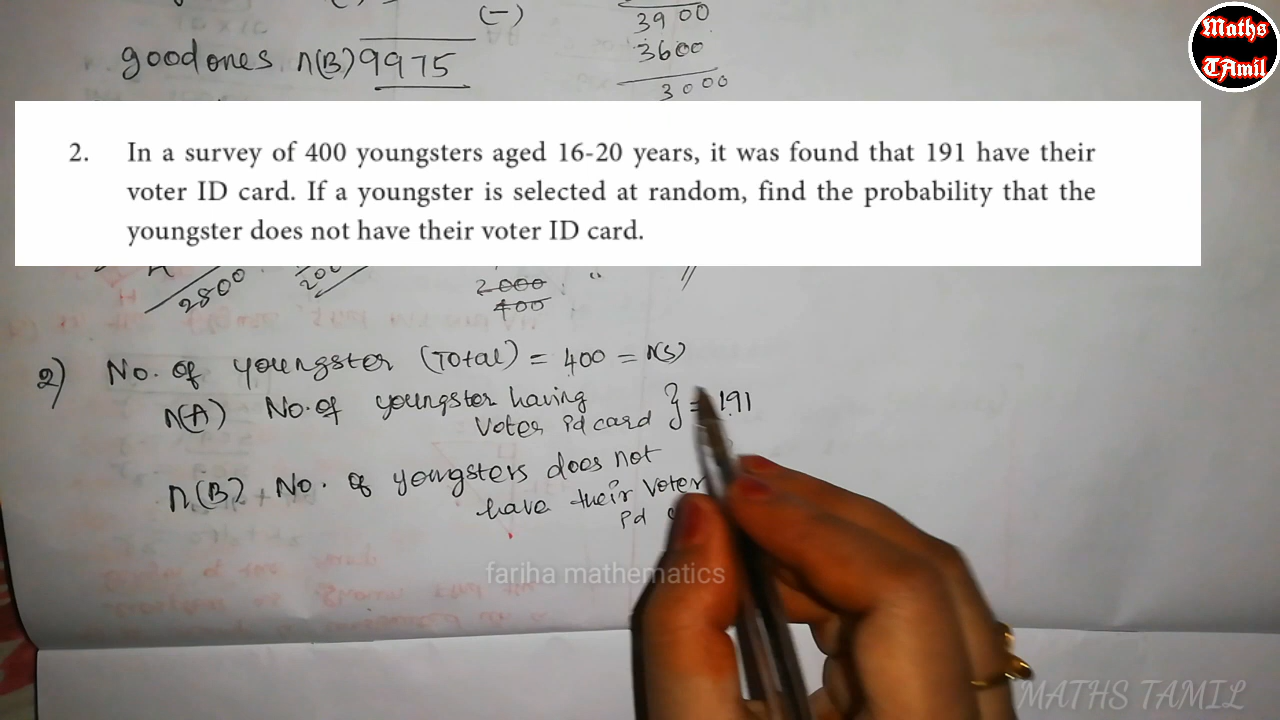 (-)
3900
goodones n(B) 9975
3600
3000
Maths
TAmil
2. In a survey of 400 youngsters aged 16-20 years, it was found that 191 have their
voter ID card. If a youngster is selected at random, find the probability that the
youngster does not have their voter ID card.
2800
200
2000
400
2) No. of youngster (Total) = 400 = n(s)
n(A) No. of youngster having
Voter Id card } = 191
n(B) No. of youngsters does not
have their Voter
Id
fariha mathematics
MATHS TAMIL